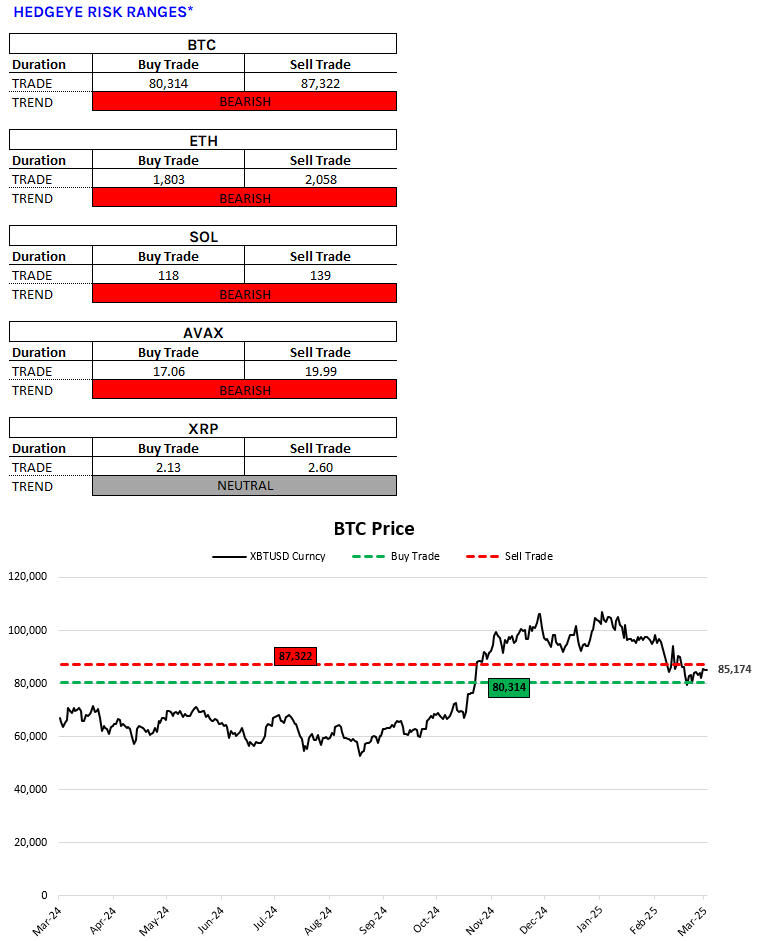 HEDGEYE RISK RANGES*
BTC
Duration Buy Trade Sell Trade
TRADE 80,314 87,322
TREND BEARISH
ETH
Duration Buy Trade Sell Trade
TRADE 1,803 2,058
TREND BEARISH
SOL
Duration Buy Trade Sell Trade
TRADE 118 139
TREND BEARISH
AVAX
Duration Buy Trade Sell Trade
TRADE 17.06 19.99
TREND BEARISH
XRP
Duration Buy Trade Sell Trade
TRADE 2.13 2.60
TREND NEUTRAL
BTC Price
XBTUSD Curncy Buy Trade Sell Trade
120,000
100,000
87,322
85,174
80,000
80,314
60,000
40,000
20,000
0
Mar-24 Apr-24 May-24 Jun-24 Jul-24 Aug-24 Sep-24 Oct-24 Nov-24 Dec-24 Jan-25 Feb-25 Mar-25